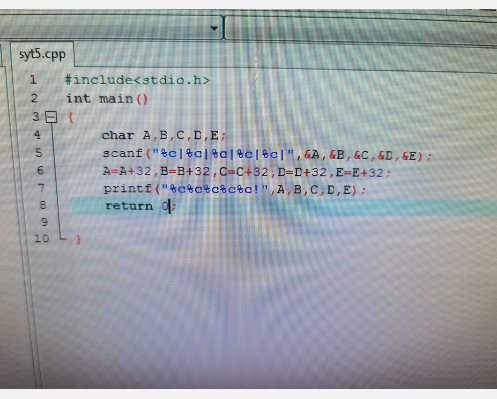 syt5.cpp
1 #include<stdio.h>
2 int main()
3 {
4 char A,B,C,D,E;
5 scanf("%c|%c|%c|%c|%c|",&A,&B,&C,&D,&E);
6 A=A+32,B=B+32,C=C+32,D=D+32,E=E+32;
7 printf("%c%c%c%c%c!",A,B,C,D,E);
8 return 0;
9
10 }